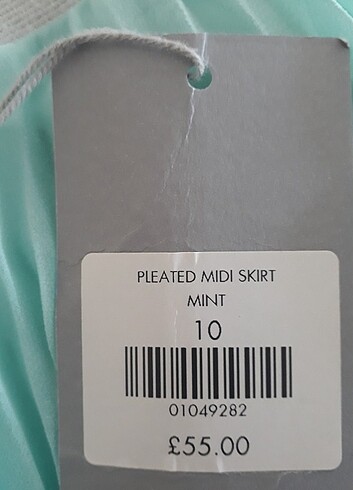 PLEATED MIDI SKIRT
MINT
10
01049282
£55.00